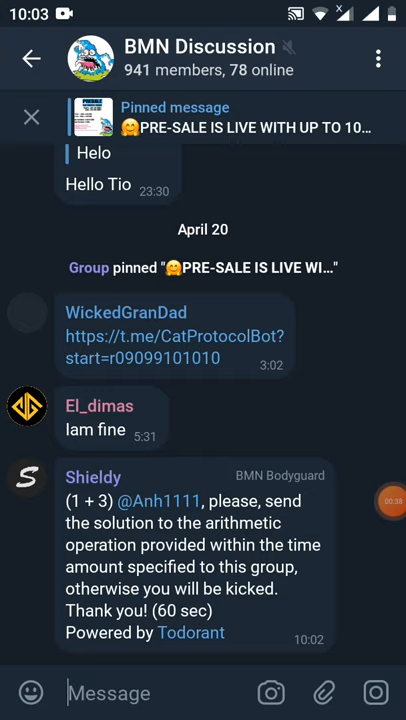 10:03
BMN Discussion
941 members, 78 online
Pinned message
🤗PRE-SALE IS LIVE WITH UP TO 10...
Helo
Hello Tio 23:30
April 20
Group pinned "🤗PRE-SALE IS LIVE WI..."
WickedGranDad
https://t.me/CatProtocolBot?
start=r09099101010 3:02
El_dimas
Iam fine 5:31
Shieldy BMN Bodyguard
(1 + 3) @Anh1111, please, send
the solution to the arithmetic
operation provided within the time
amount specified to this group,
otherwise you will be kicked.
Thank you! (60 sec)
Powered by Todorant 10:02
00:38
Message